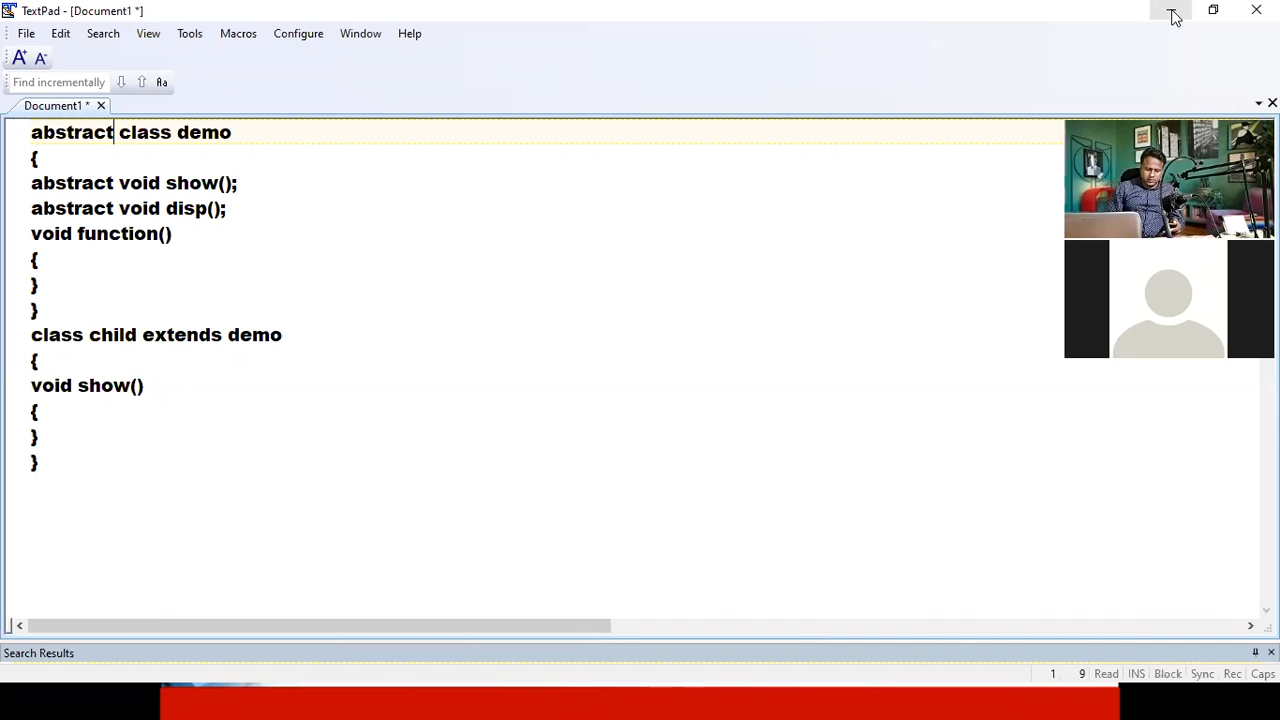 TextPad - [Document1 *]
File Edit Search View Tools Macros Configure Window Help
A+ A-
Find incrementally Aa
Document1 *
abstract class demo
{
abstract void show();
abstract void disp();
void function()
{
}
}
class child extends demo
{
void show()
{
}
}
Search Results
1 9 Read INS Block Sync Rec Caps